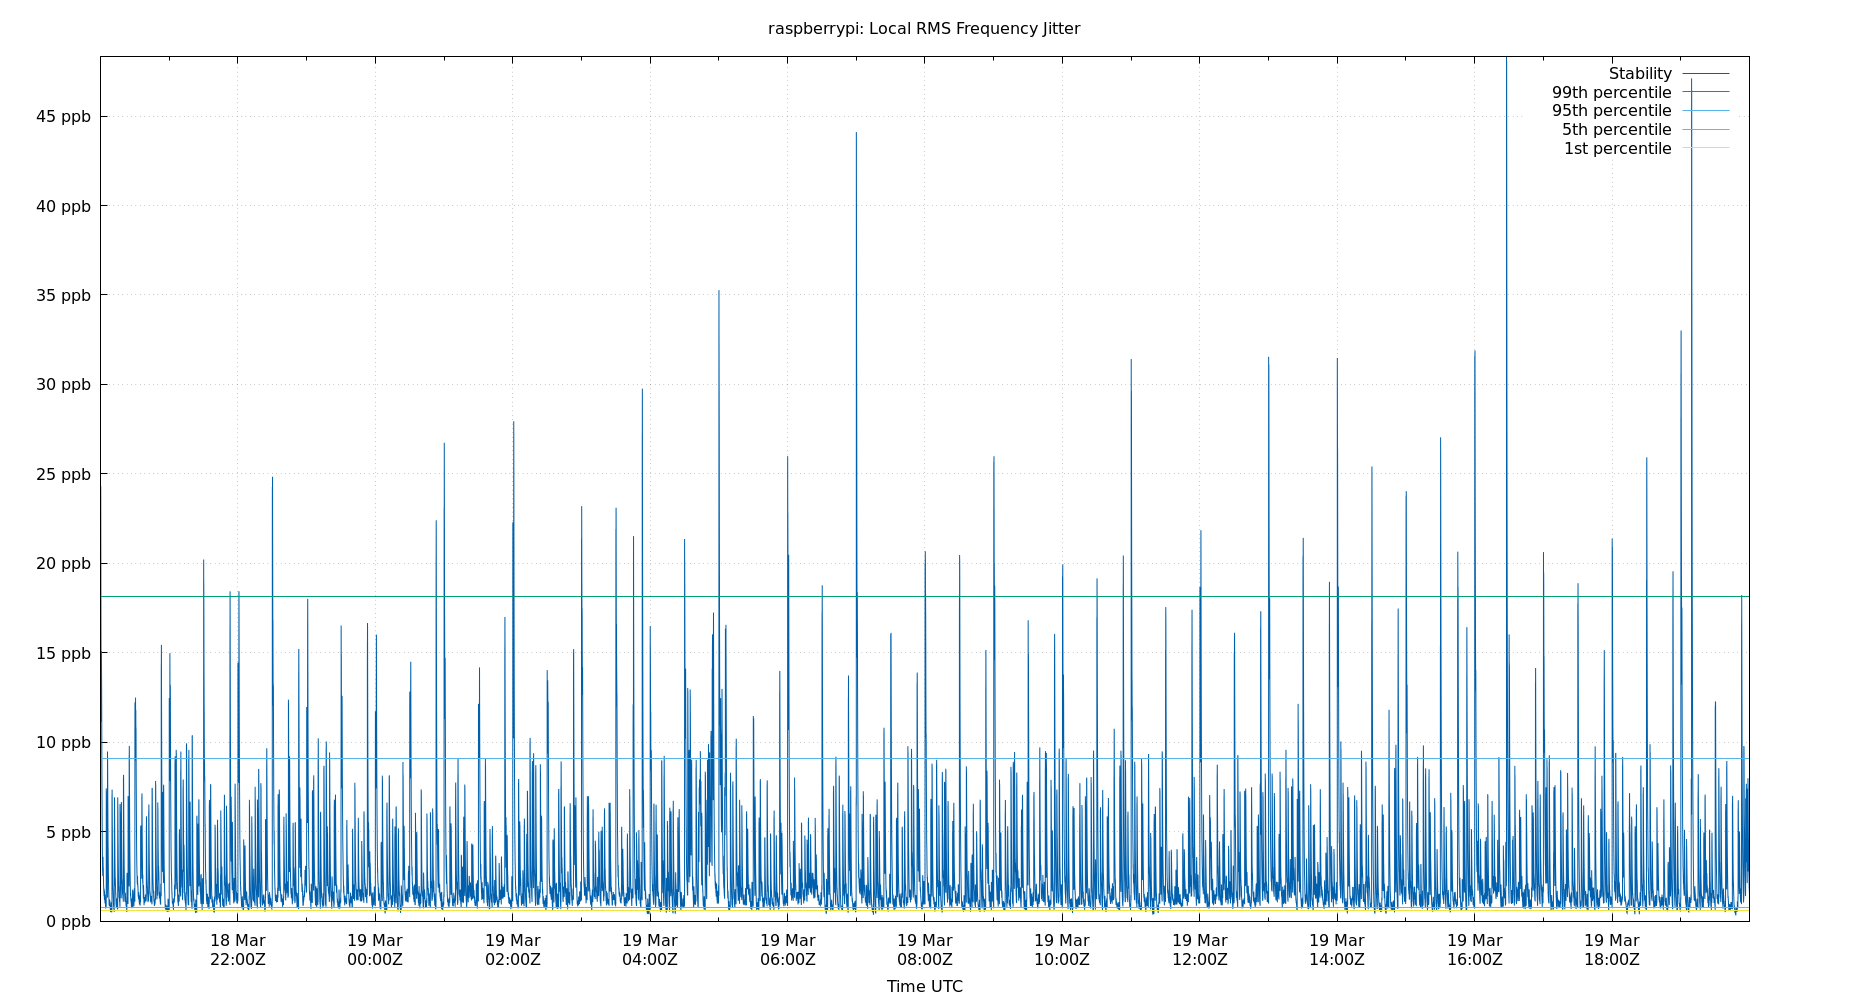 raspberrypi: Local RMS Frequency Jitter
Stability
99th percentile
95th percentile
5th percentile
1st percentile
45 ppb
40 ppb
35 ppb
30 ppb
25 ppb
20 ppb
15 ppb
10 ppb
5 ppb
0 ppb
18 Mar 19 Mar 19 Mar 19 Mar 19 Mar 19 Mar 19 Mar 19 Mar 19 Mar 19 Mar 19 Mar
22:00Z 00:00Z 02:00Z 04:00Z 06:00Z 08:00Z 10:00Z 12:00Z 14:00Z 16:00Z 18:00Z
Time UTC